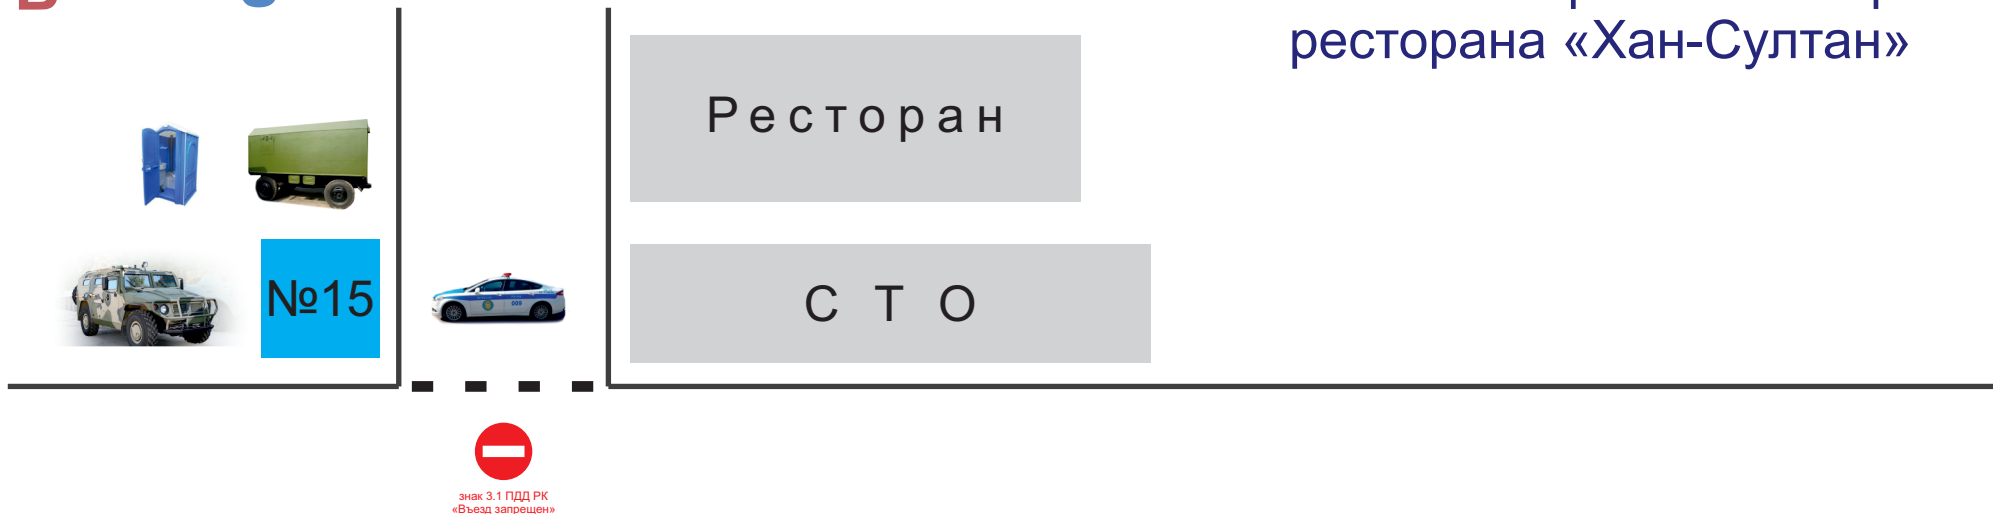 ресторана «Хан-Султан»
Ресторан
№15
С Т О
знак 3.1 ПДД РК
«Въезд запрещен»